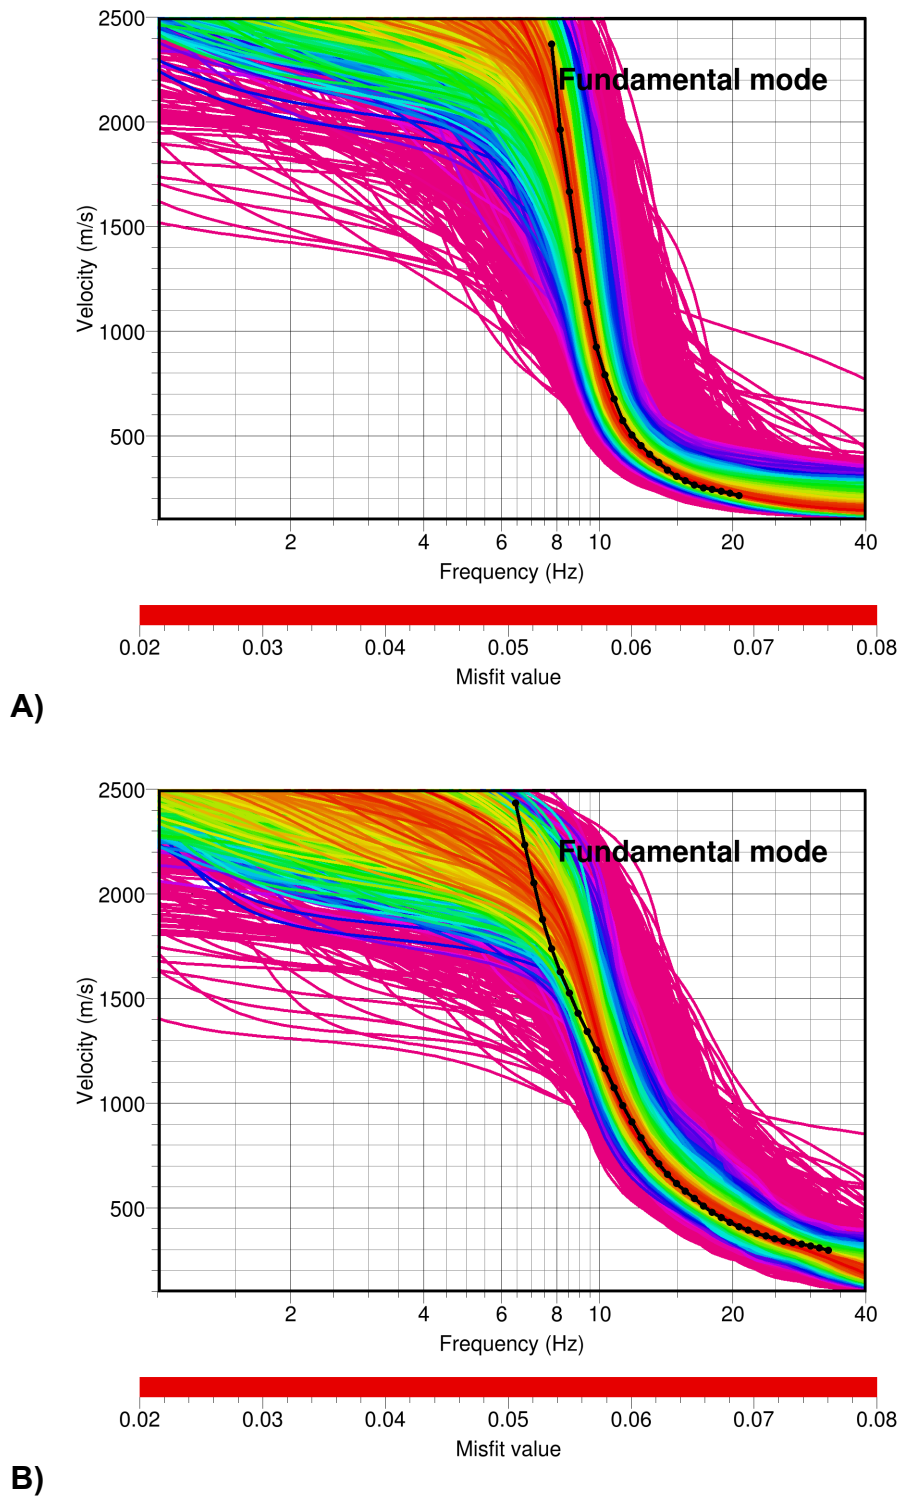 2500
Fundamental mode
2000
1500
Velocity (m/s)
1000
500
2 4 6 8 10 20 40
Frequency (Hz)
0.02 0.03 0.04 0.05 0.06 0.07 0.08
Misfit value
A)
2500
Fundamental mode
2000
1500
Velocity (m/s)
1000
500
2 4 6 8 10 20 40
Frequency (Hz)
0.02 0.03 0.04 0.05 0.06 0.07 0.08
Misfit value
B)